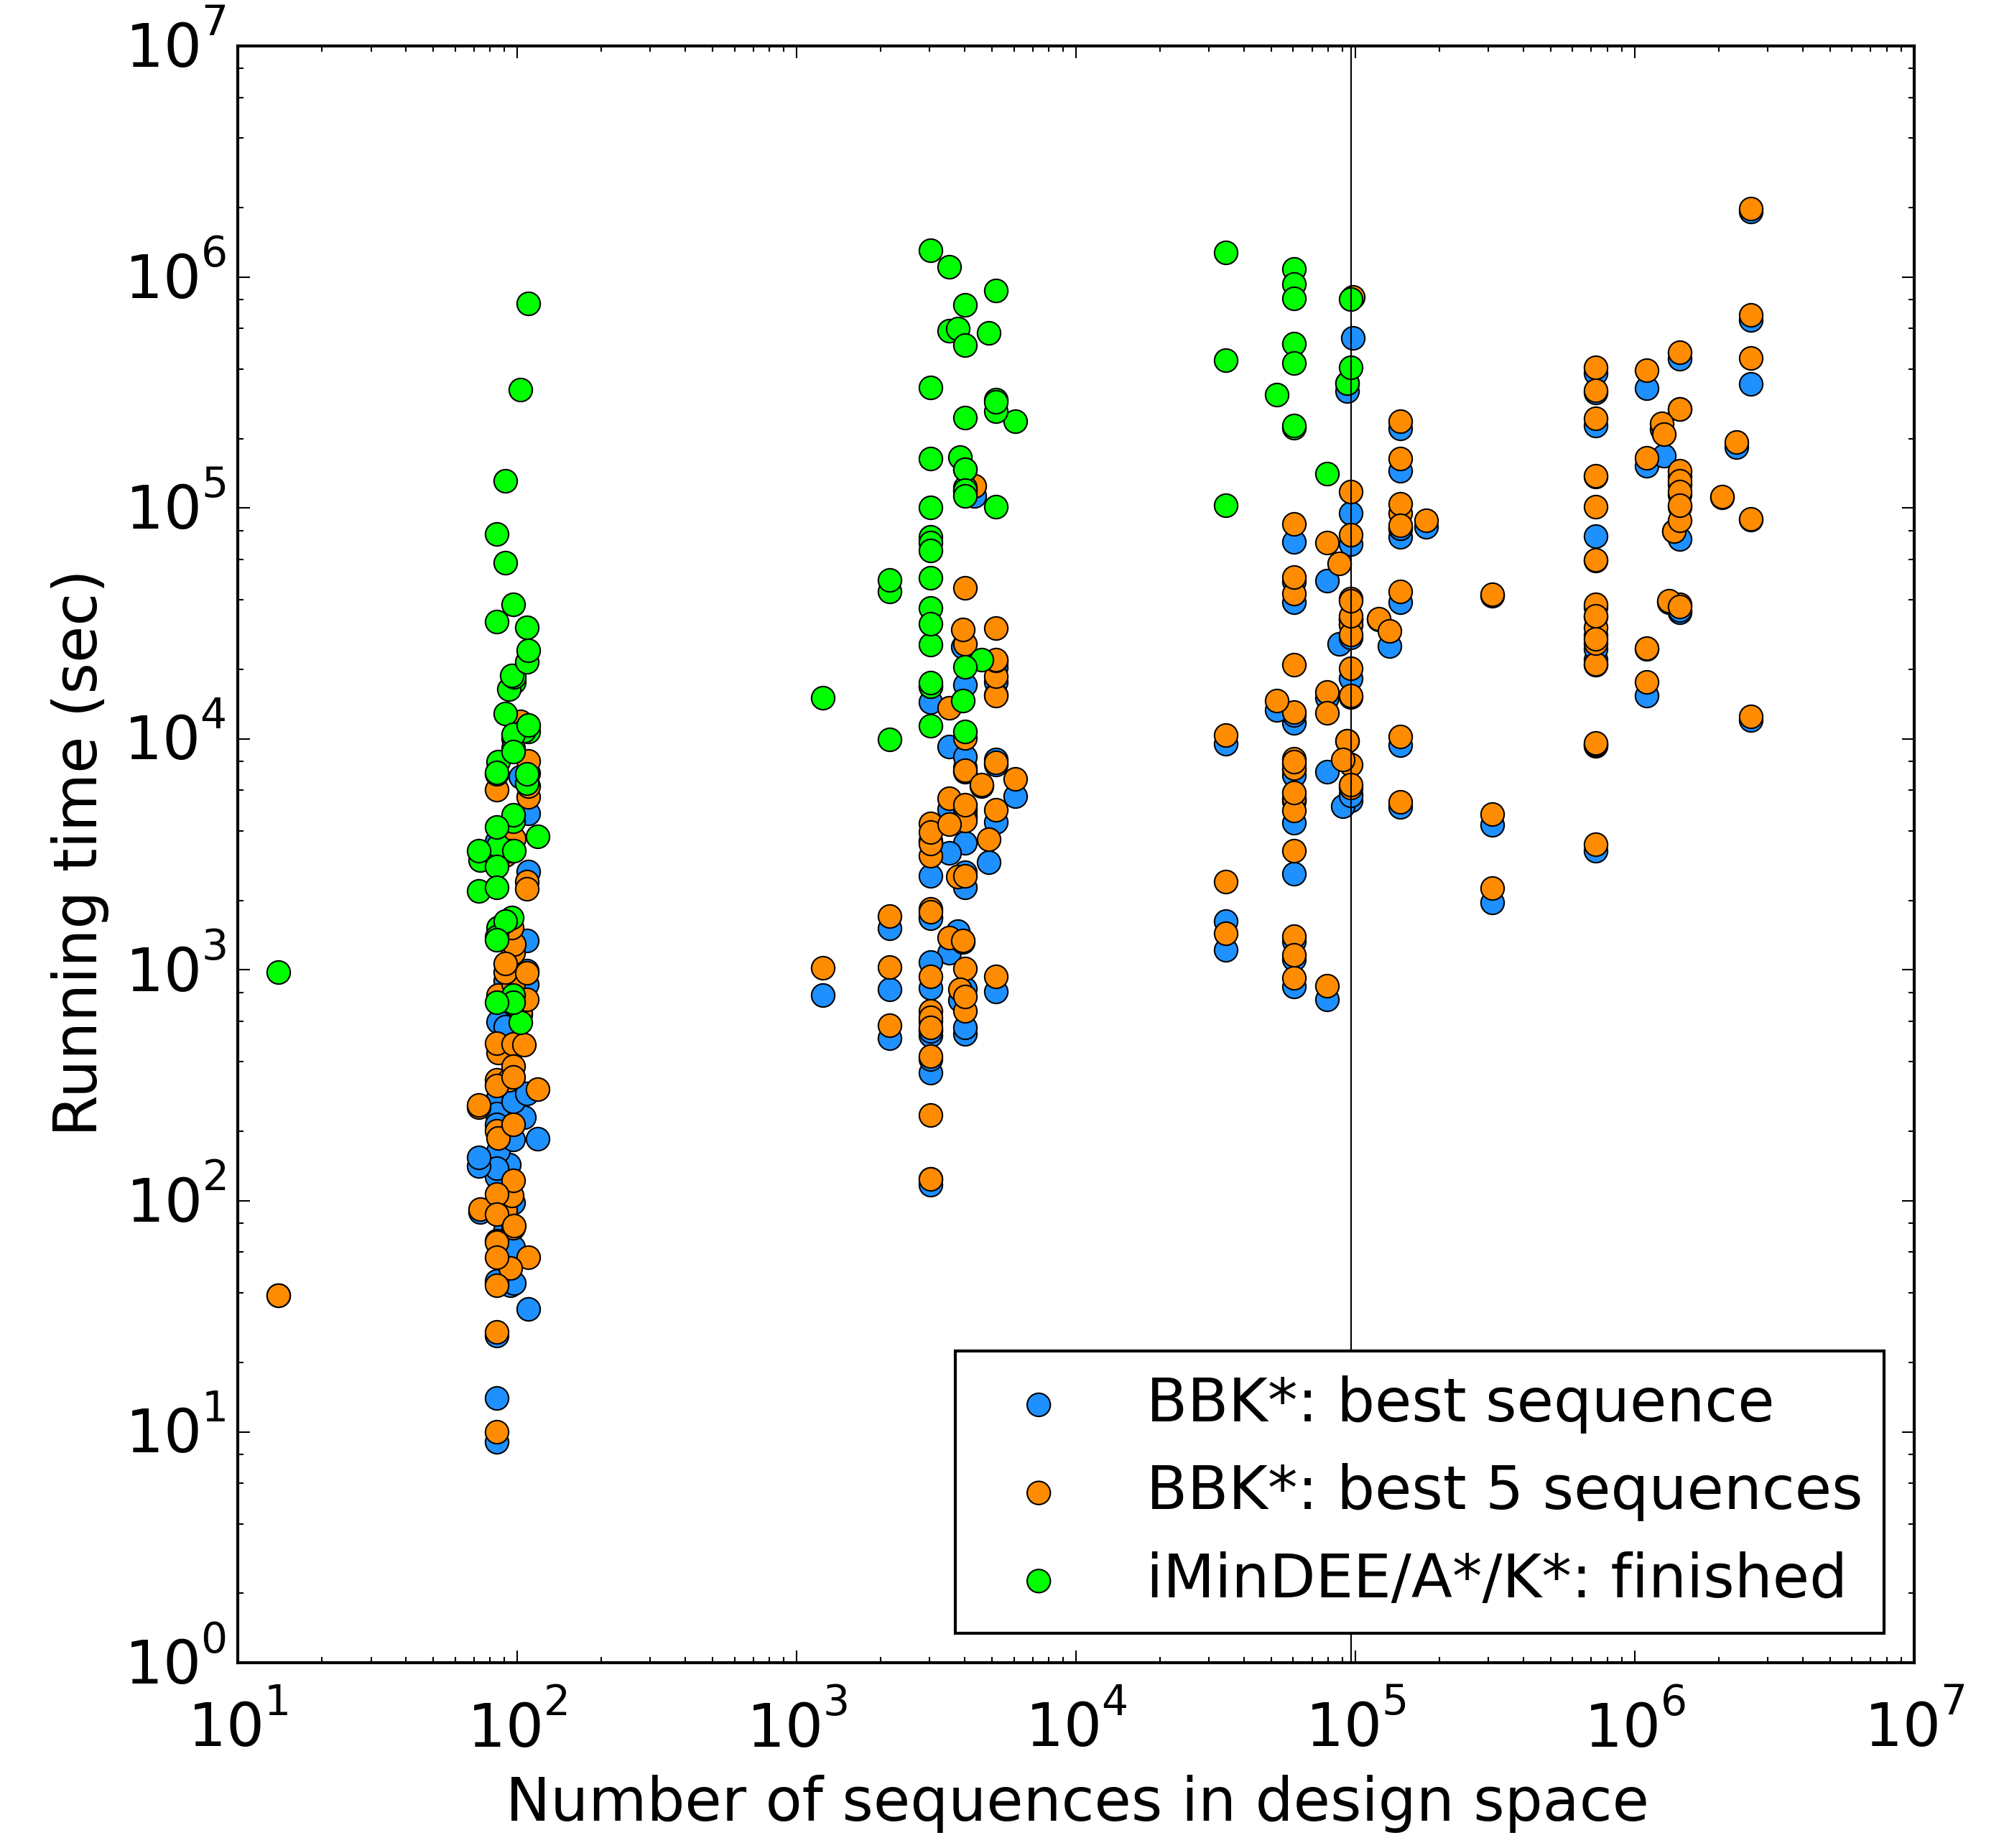 10^7
10^6
10^5
10^4
10^3
10^2
10^1
10^0
Running time (sec)
BBK*: best sequence
BBK*: best 5 sequences
iMinDEE/A*/K*: finished
10^1 10^2 10^3 10^4 10^5 10^6 10^7
Number of sequences in design space